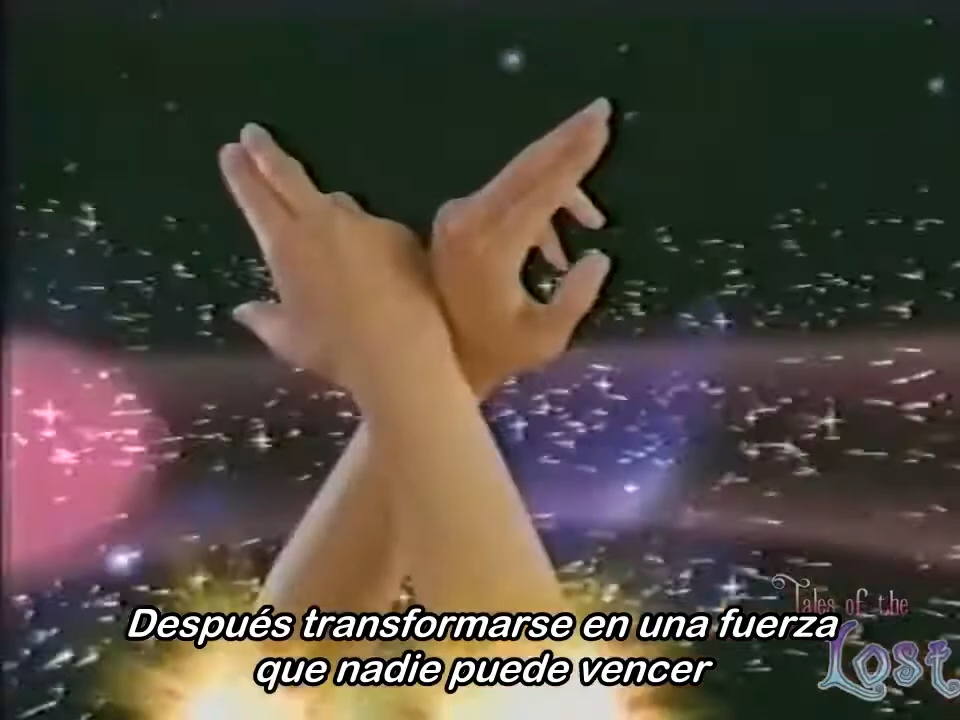 Tales of the
Lost
Después transformarse en una fuerza
que nadie puede vencer